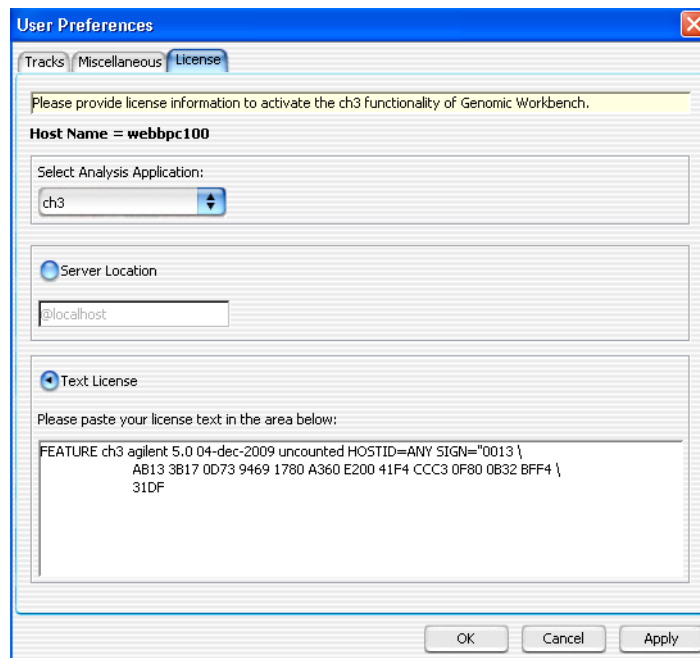 User Preferences
Tracks Miscellaneous License
Please provide license information to activate the ch3 functionality of Genomic Workbench.
Host Name = webbpc100
Select Analysis Application:
ch3
Server Location
@localhost
Text License
Please paste your license text in the area below:
FEATURE ch3 agilent 5.0 04-dec-2009 uncounted HOSTID=ANY SIGN="0013 \
AB13 3B17 0D73 9469 1780 A360 E200 41F4 CCC3 0F80 0B32 BFF4 \
31DF
OK Cancel Apply